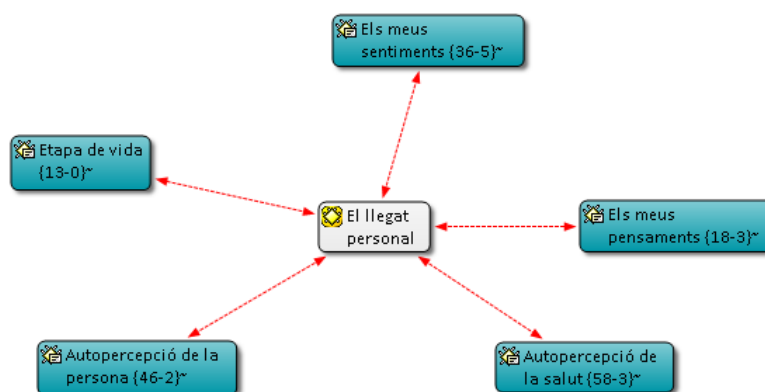 Els meus
sentiments {36-5}~
Etapa de vida
{13-0}~
El llegat
personal
Els meus
pensaments {18-3}~
Autopercepció de la
persona {46-2}~
Autopercepció de
la salut {58-3}~